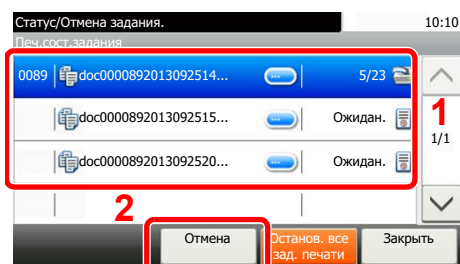 Статус/Отмена задания. 10:10
Печ.сост.задания
0089 doc0000892013092514... 5/23
doc0000892013092515... Ожидан.
1
1/1
doc0000892013092520... Ожидан.
2
Отмена
Останов. все
зад. печати
Закрыть